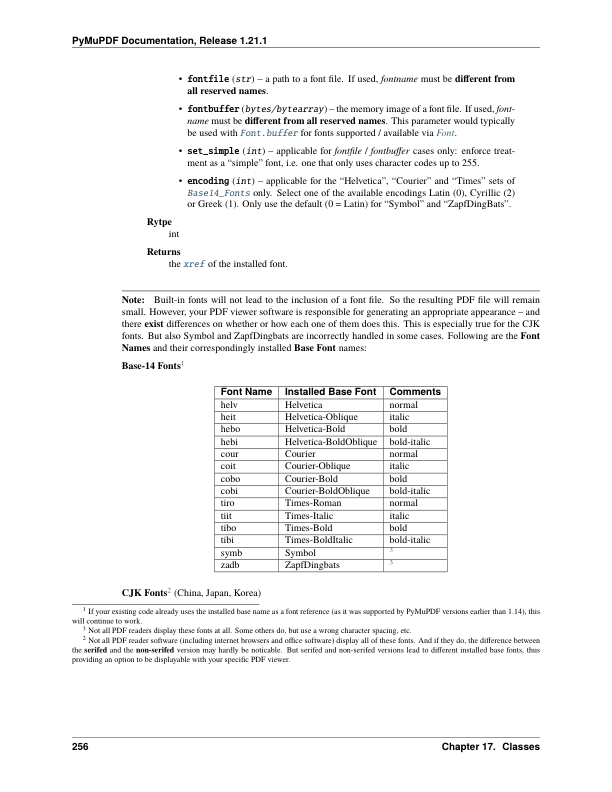 PyMuPDF Documentation, Release 1.21.1
• fontfile (str) – a path to a font file. If used, fontname must be different from
all reserved names.
• fontbuffer (bytes/bytearray) – the memory image of a font file. If used, font-
name must be different from all reserved names. This parameter would typically
be used with Font.buffer for fonts supported / available via Font.
• set_simple (int) – applicable for fontfile / fontbuffer cases only: enforce treat-
ment as a “simple” font, i.e. one that only uses character codes up to 255.
• encoding (int) – applicable for the “Helvetica”, “Courier” and “Times” sets of
Base14_Fonts only. Select one of the available encodings Latin (0), Cyrillic (2)
or Greek (1). Only use the default (0 = Latin) for “Symbol” and “ZapfDingBats”.
Rytpe
int
Returns
the xref of the installed font.
Note: Built-in fonts will not lead to the inclusion of a font file. So the resulting PDF file will remain
small. However, your PDF viewer software is responsible for generating an appropriate appearance – and
there exist differences on whether or how each one of them does this. This is especially true for the CJK
fonts. But also Symbol and ZapfDingbats are incorrectly handled in some cases. Following are the Font
Names and their correspondingly installed Base Font names:
Base-14 Fonts1
Font Name Installed Base Font Comments
helv Helvetica normal
heit Helvetica-Oblique italic
hebo Helvetica-Bold bold
hebi Helvetica-BoldOblique bold-italic
cour Courier normal
coit Courier-Oblique italic
cobo Courier-Bold bold
cobi Courier-BoldOblique bold-italic
tiro Times-Roman normal
tiit Times-Italic italic
tibo Times-Bold bold
tibi Times-BoldItalic bold-italic
symb Symbol 3
zadb ZapfDingbats 3
CJK Fonts2 (China, Japan, Korea)
1 If your existing code already uses the installed base name as a font reference (as it was supported by PyMuPDF versions earlier than 1.14), this
will continue to work.
3 Not all PDF readers display these fonts at all. Some others do, but use a wrong character spacing, etc.
2 Not all PDF reader software (including internet browsers and office software) display all of these fonts. And if they do, the difference between
the serifed and the non-serifed version may hardly be noticable. But serifed and non-serifed versions lead to different installed base fonts, thus
providing an option to be displayable with your specific PDF viewer.
256 Chapter 17. Classes